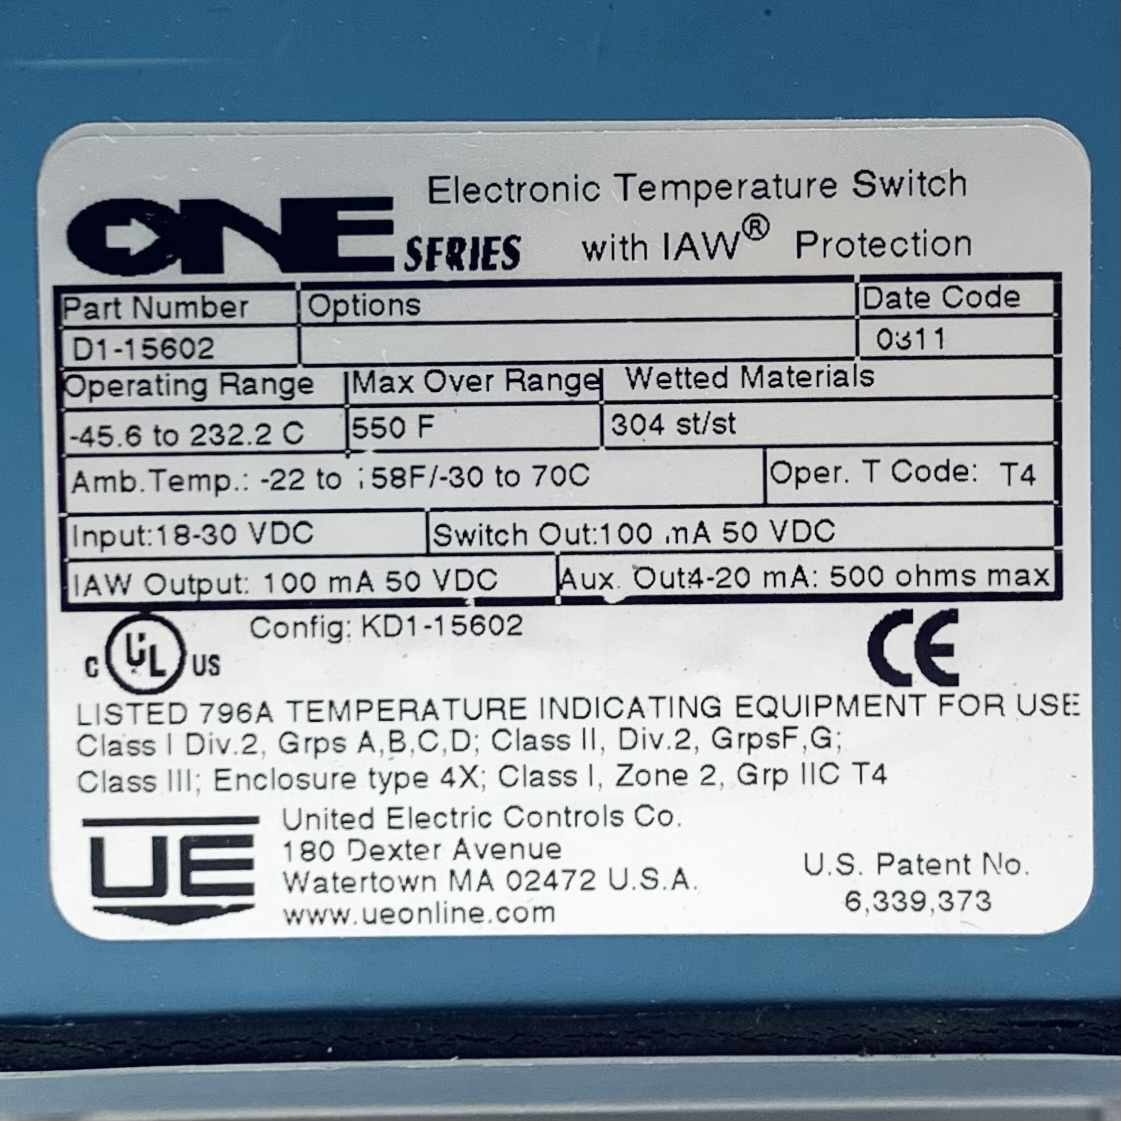 ONE SERIES
Electronic Temperature Switch
with IAW® Protection
Part Number Options Date Code
D1-15602 0311
Operating Range Max Over Range Wetted Materials
-45.6 to 232.2 C 550 F 304 st/st
Amb.Temp.: -22 to 158F/-30 to 70C Oper. T Code: T4
Input:18-30 VDC Switch Out:100 mA 50 VDC
IAW Output: 100 mA 50 VDC Aux. Out4-20 mA: 500 ohms max
Config: KD1-15602
C UL US CE
LISTED 796A TEMPERATURE INDICATING EQUIPMENT FOR USE
Class I Div.2, Grps A,B,C,D; Class II, Div.2, GrpsF,G;
Class III; Enclosure type 4X; Class I, Zone 2, Grp IIC T4
UE
United Electric Controls Co.
180 Dexter Avenue
Watertown MA 02472 U.S.A.
www.ueonline.com
U.S. Patent No.
6,339,373